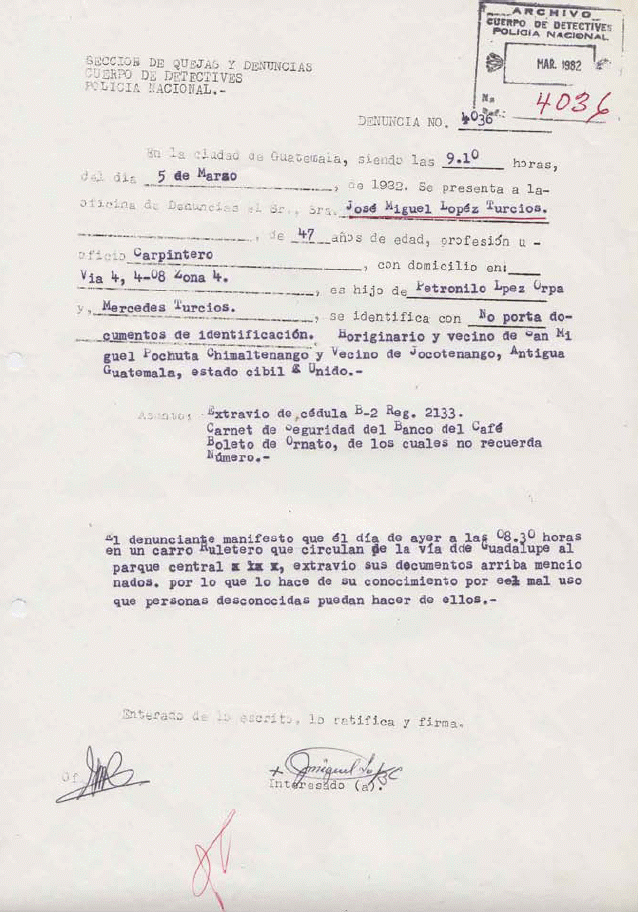 ARCHIVO
CUERPO DE DETECTIVES
POLICIA NACIONAL
MAR. 1982
No
Ref.:
4036
SECCION DE QUEJAS Y DENUNCIAS
CUERPO DE DETECTIVES
POLICIA NACIONAL.-
DENUNCIA NO. 4036
En la ciudad de Guatemala, siendo las 9.10 horas,
del día 5 de Marzo, de 1982. Se presenta a la-
oficina de Denuncias el Sr., Sra. José Miguel Lopéz Turcios.
, de 47 años de edad, profesión u -
oficio Carpintero, con domicilio en:
Via 4, 4-08 Zona 4., es hijo de Petronilo Lpez Orpa
y, Mercedes Turcios., se identifica con No porta do-
cumentos de identificación. Horiginario y vecino de San Mi
guel Pochuta Chimaltenango y Vecino de Jocotenango, Antigua
Guatemala, estado cibil & Unido.-
Asunto: Extravio de cédula B-2 Reg. 2133.
Carnet de Seguridad del Banco del Café
Boleto de Ornato, de los cuales no recuerda
Número.-
El denunciante manifesto que él día de ayer a las 08.30 horas
en un carro Ruletero que circulan de la vía dde Guadalupe al
parque central x lx x, extravio sus documentos arriba mencio
nados. por lo que lo hace de su conocimiento por eel mal uso
que personas desconocidas puedan hacer de ellos.-
Enterado de lo escrito, lo ratifica y firma.
Of.
+ Jmiguel
Interesado (a).